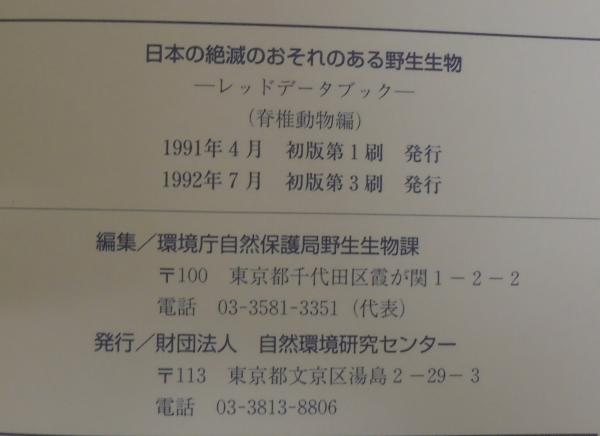 日本の絶滅のおそれのある野生生物
―レッドデータブック―
(脊椎動物編)
1991年4月　初版第1刷　発行
1992年7月　初版第3刷　発行
編集／環境庁自然保護局野生生物課
〒100　東京都千代田区霞が関1－2－2
電話　03-3581-3351 (代表)
発行／財団法人　自然環境研究センター
〒113　東京都文京区湯島2－29－3
電話　03-3813-8806